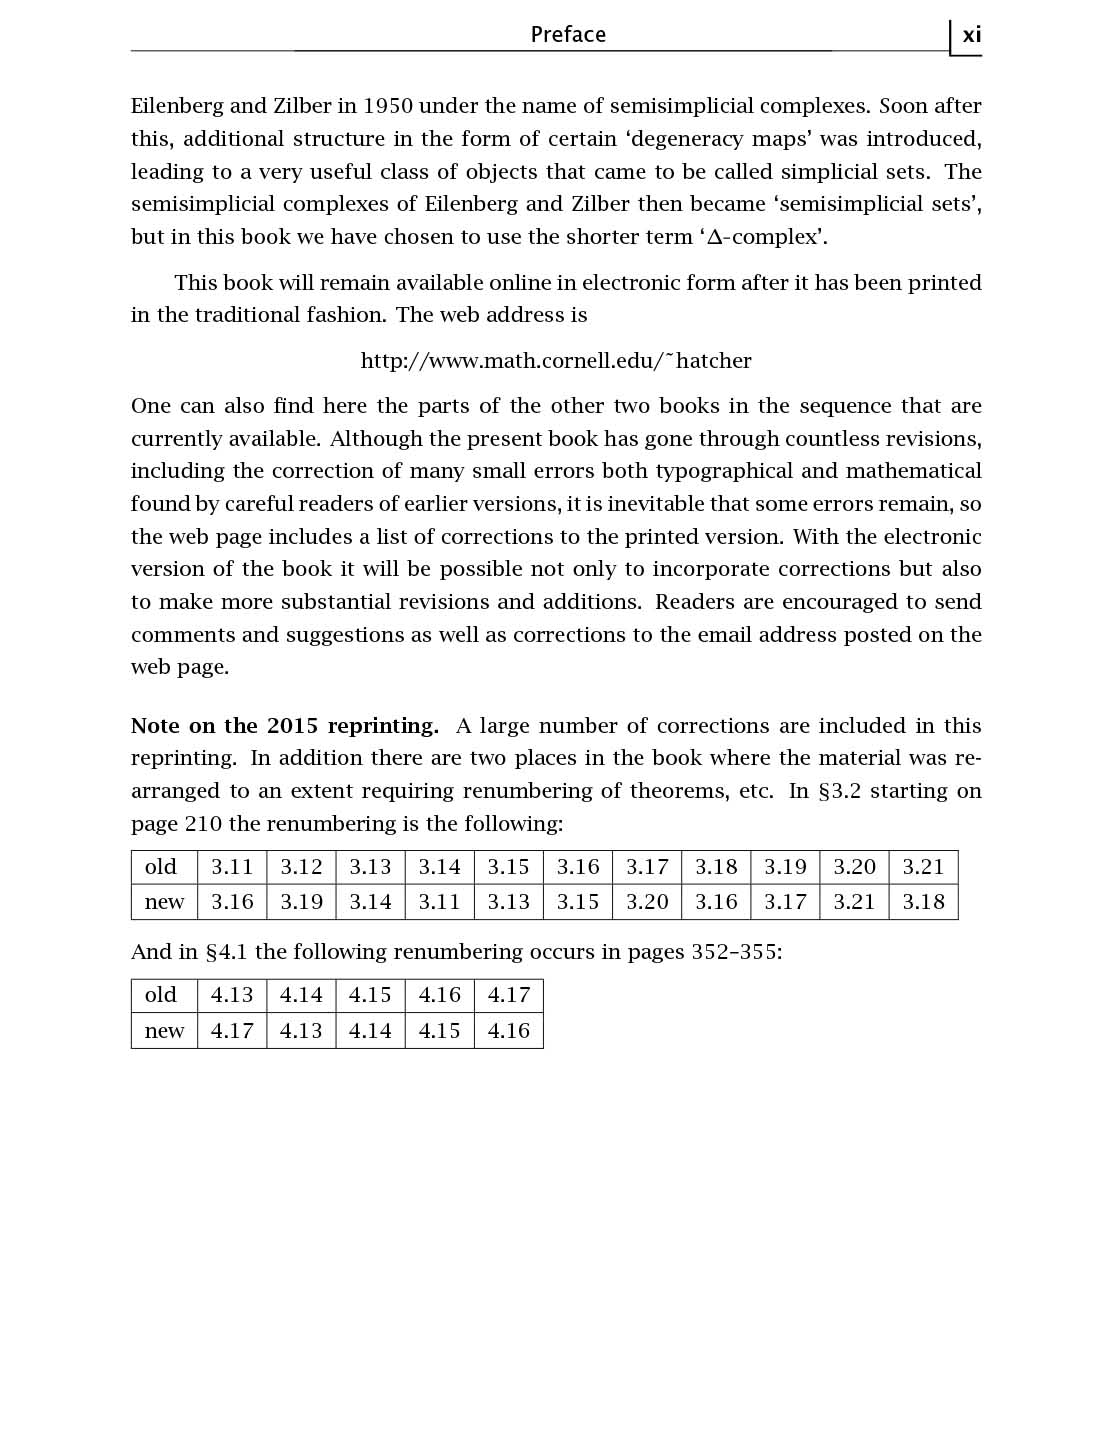 Preface
xi
Eilenberg and Zilber in 1950 under the name of semisimplicial complexes. Soon after
this, additional structure in the form of certain ‘degeneracy maps’ was introduced,
leading to a very useful class of objects that came to be called simplicial sets. The
semisimplicial complexes of Eilenberg and Zilber then became ‘semisimplicial sets’,
but in this book we have chosen to use the shorter term ‘Δ-complex’.
This book will remain available online in electronic form after it has been printed
in the traditional fashion. The web address is
http://www.math.cornell.edu/~hatcher
One can also find here the parts of the other two books in the sequence that are
currently available. Although the present book has gone through countless revisions,
including the correction of many small errors both typographical and mathematical
found by careful readers of earlier versions, it is inevitable that some errors remain, so
the web page includes a list of corrections to the printed version. With the electronic
version of the book it will be possible not only to incorporate corrections but also
to make more substantial revisions and additions. Readers are encouraged to send
comments and suggestions as well as corrections to the email address posted on the
web page.
Note on the 2015 reprinting. A large number of corrections are included in this
reprinting. In addition there are two places in the book where the material was re-
arranged to an extent requiring renumbering of theorems, etc. In §3.2 starting on
page 210 the renumbering is the following:
old 3.11 3.12 3.13 3.14 3.15 3.16 3.17 3.18 3.19 3.20 3.21
new 3.16 3.19 3.14 3.11 3.13 3.15 3.20 3.16 3.17 3.21 3.18
And in §4.1 the following renumbering occurs in pages 352–355:
old 4.13 4.14 4.15 4.16 4.17
new 4.17 4.13 4.14 4.15 4.16